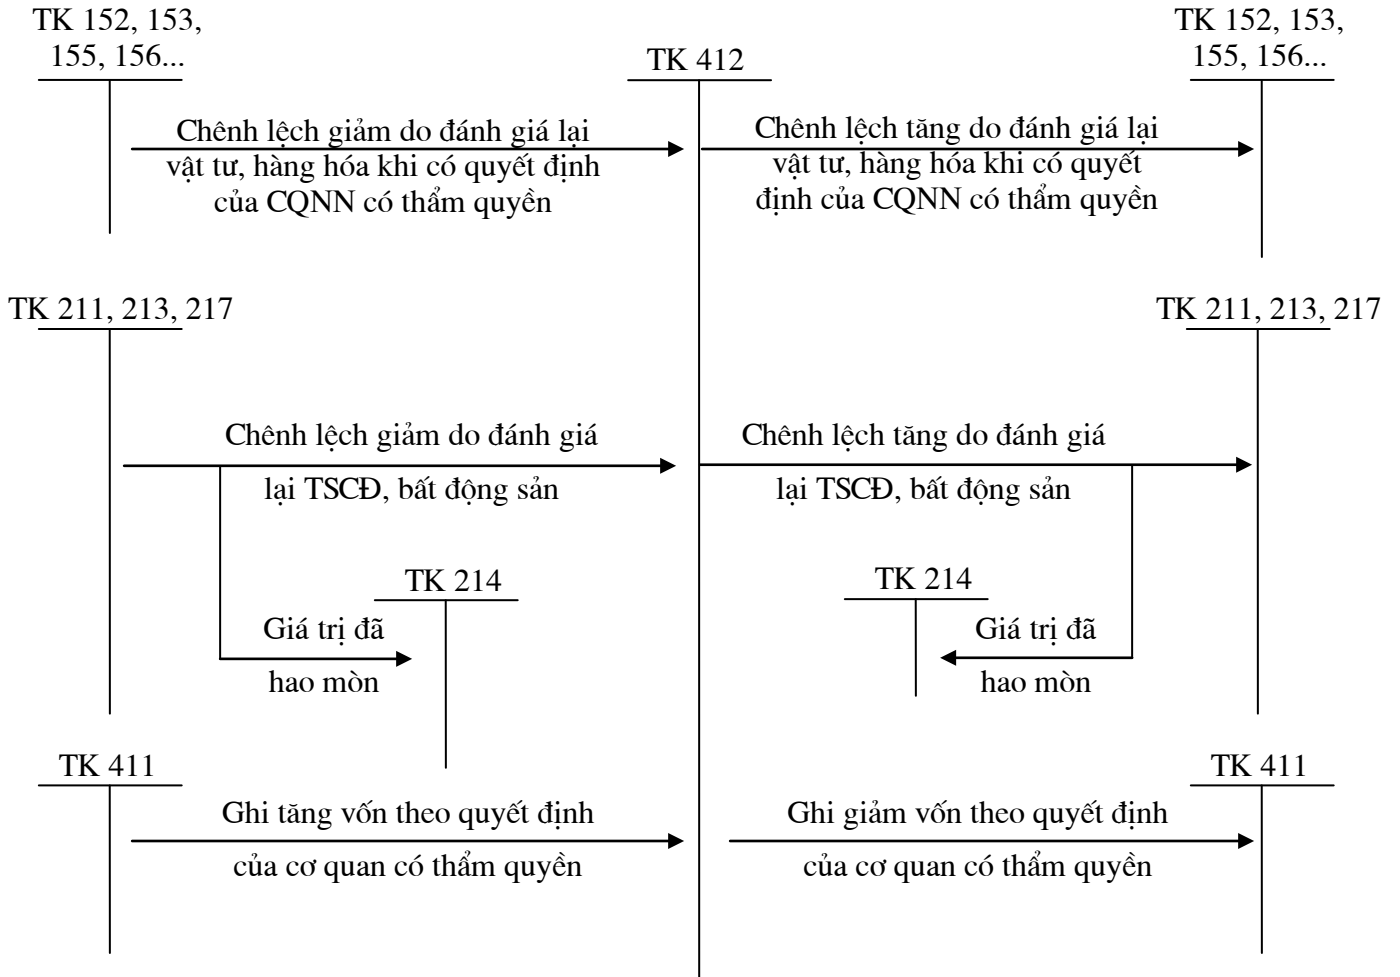 TK 152, 153,
155, 156...
TK 412
TK 152, 153,
155, 156...
Chênh lệch giảm do đánh giá lại
vật tư, hàng hóa khi có quyết định
của CQNN có thẩm quyền
Chênh lệch tăng do đánh giá lại
vật tư, hàng hóa khi có quyết
định của CQNN có thẩm quyền
TK 211, 213, 217
TK 211, 213, 217
Chênh lệch giảm do đánh giá
lại TSCĐ, bất động sản
Chênh lệch tăng do đánh giá
lại TSCĐ, bất động sản
TK 214
Giá trị đã
hao mòn
TK 214
Giá trị đã
hao mòn
TK 411
TK 411
Ghi tăng vốn theo quyết định
của cơ quan có thẩm quyền
Ghi giảm vốn theo quyết định
của cơ quan có thẩm quyền